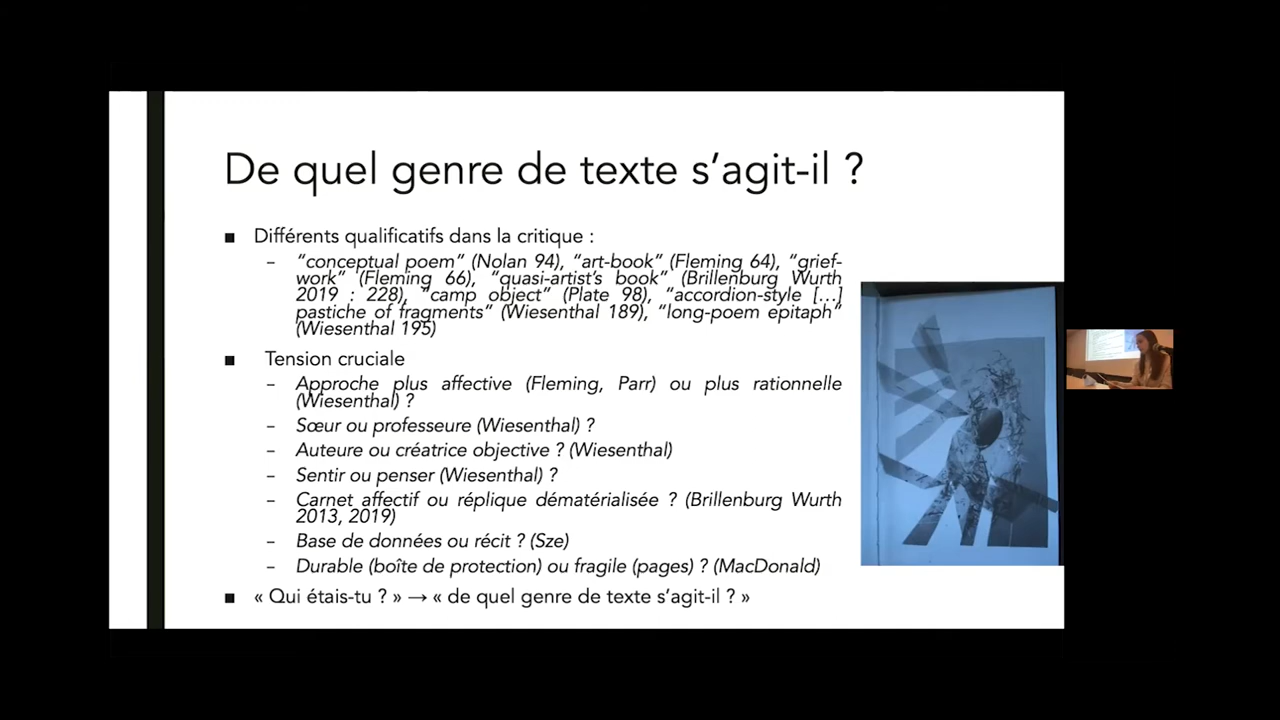 De quel genre de texte s’agit-il ?
■ Différents qualificatifs dans la critique :
– “conceptual poem” (Nolan 94), “art-book” (Fleming 64), “grief-
work” (Fleming 66), “quasi-artist’s book” (Brillenburg Wurth
2019 : 228), “camp object” (Plate 98), “accordion-style […]
pastiche of fragments” (Wiesenthal 189), “long-poem epitaph”
(Wiesenthal 195)
■ Tension cruciale
– Approche plus affective (Fleming, Parr) ou plus rationnelle
(Wiesenthal) ?
– Sœur ou professeure (Wiesenthal) ?
– Auteure ou créatrice objective ? (Wiesenthal)
– Sentir ou penser (Wiesenthal) ?
– Carnet affectif ou réplique dématérialisée ? (Brillenburg Wurth
2013, 2019)
– Base de données ou récit ? (Sze)
– Durable (boîte de protection) ou fragile (pages) ? (MacDonald)
■ « Qui étais-tu ? » → « de quel genre de texte s’agit-il ? »